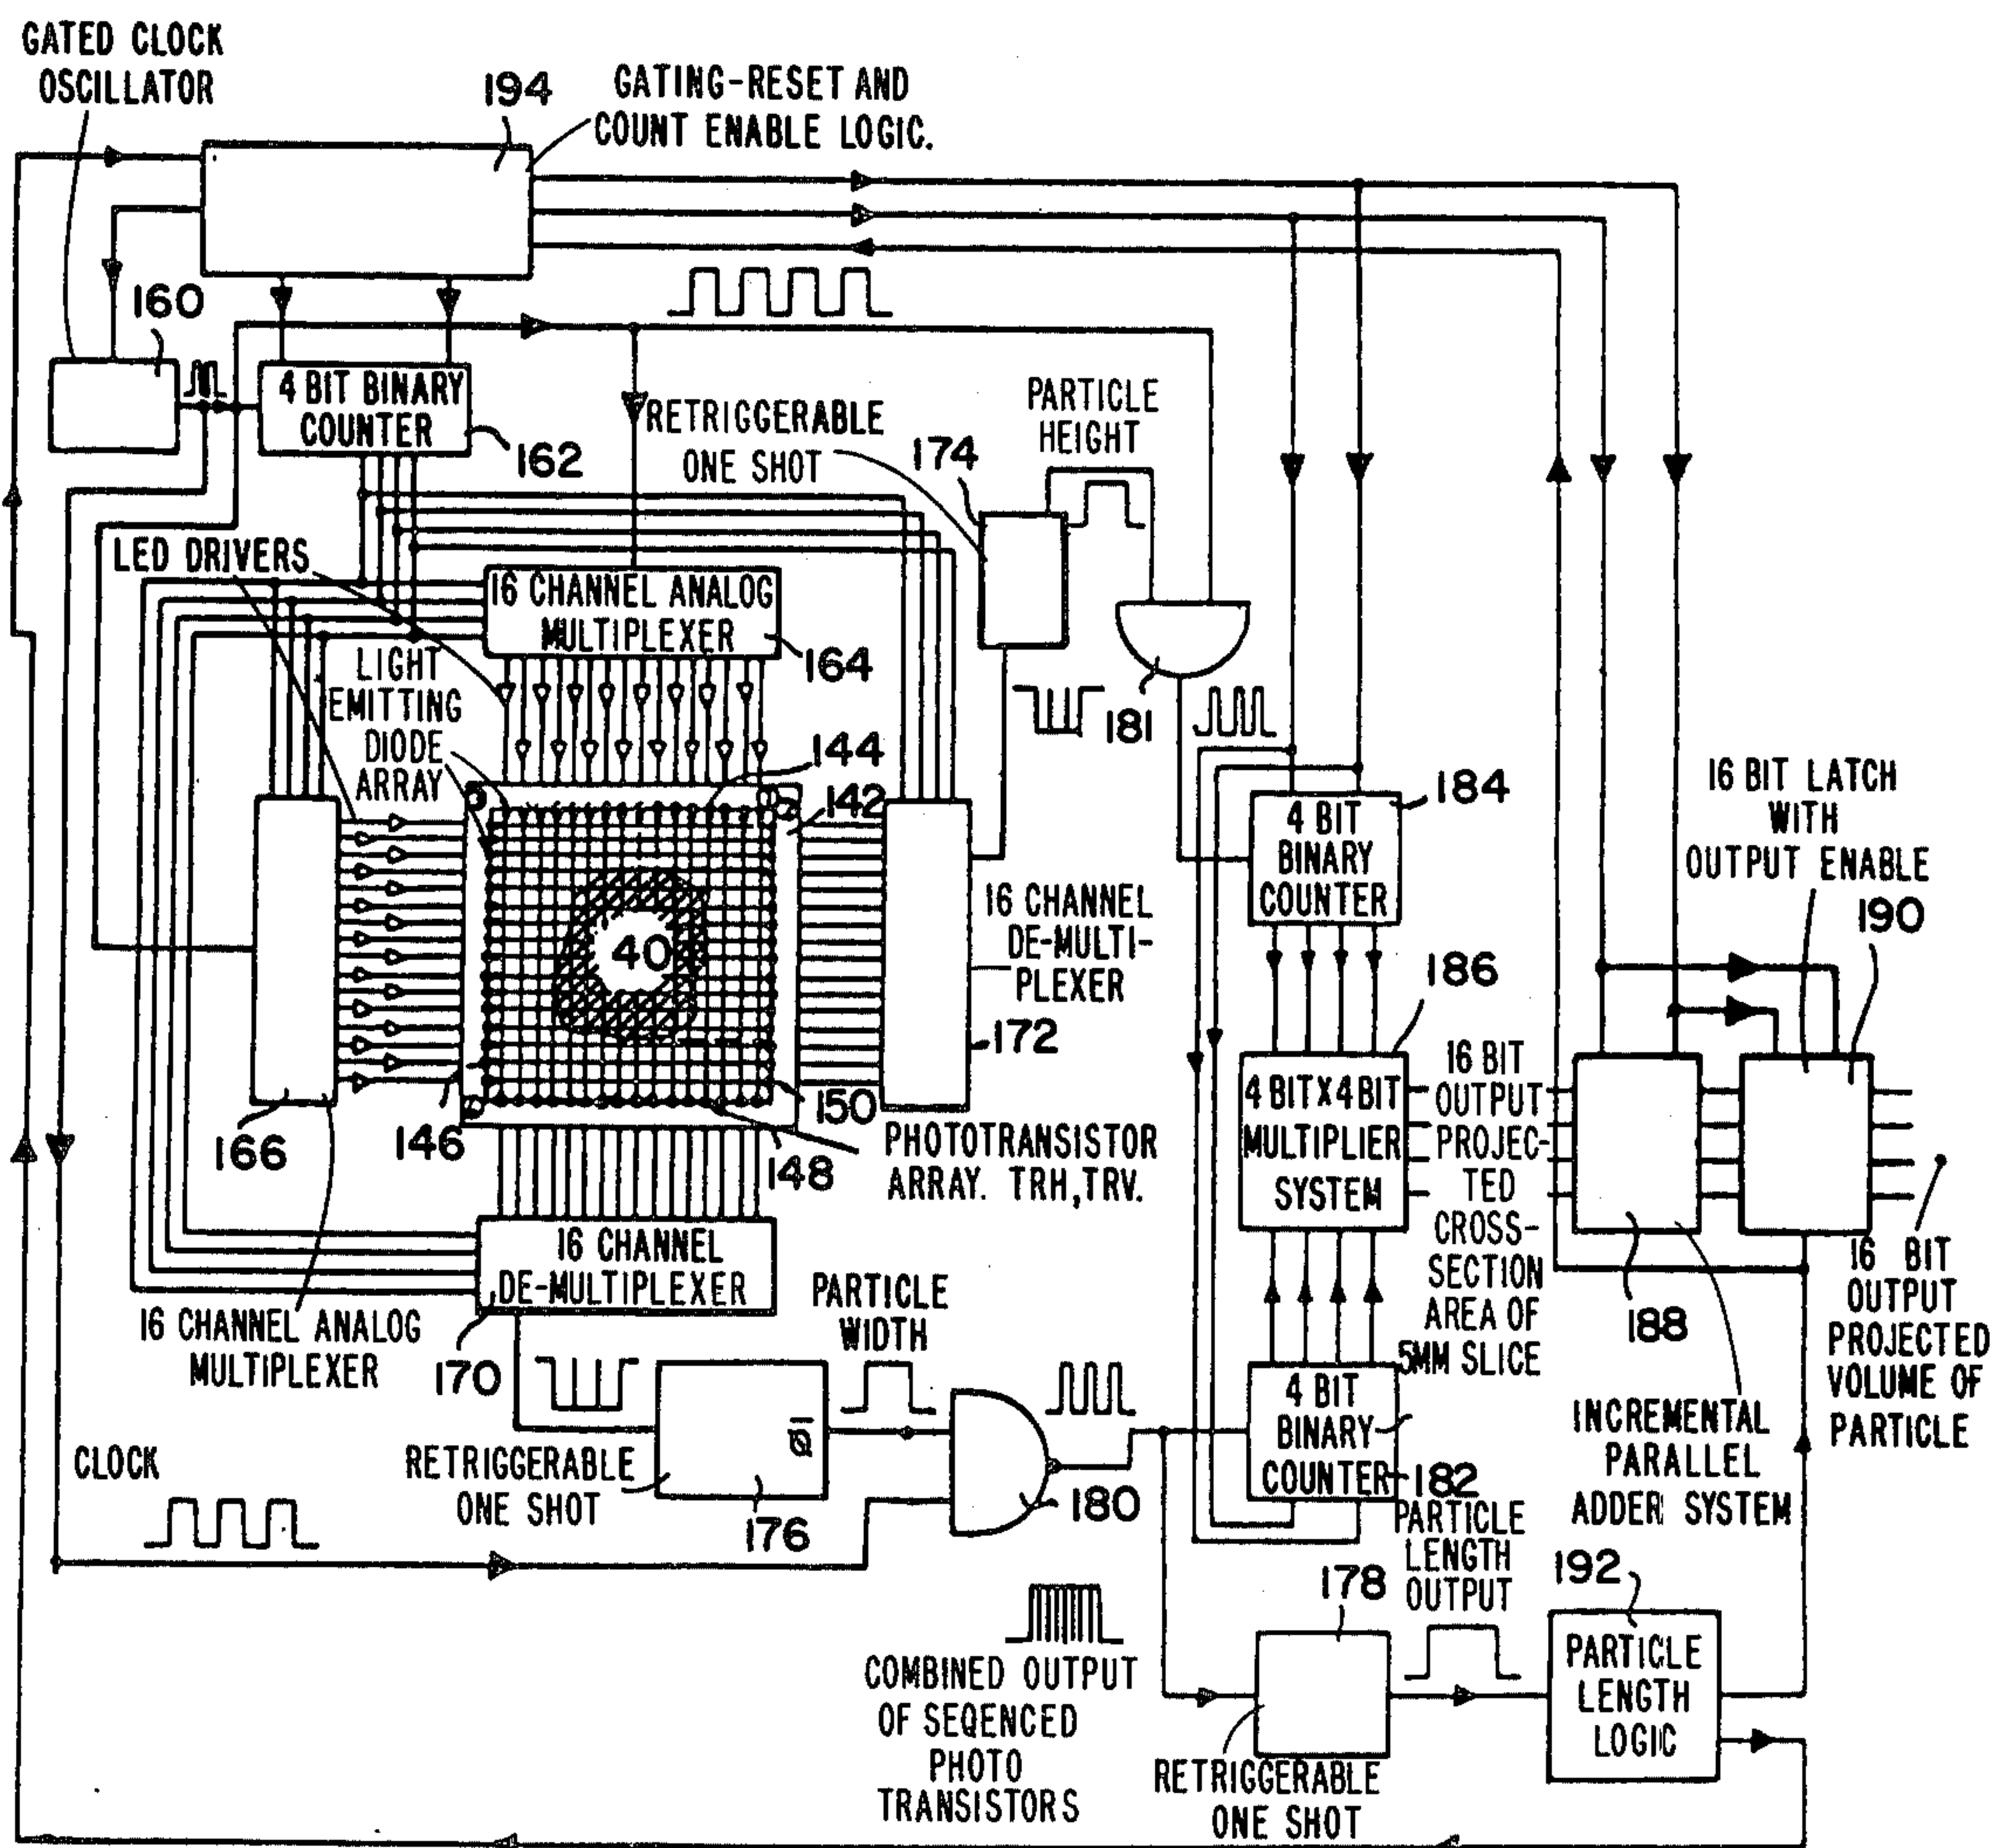 GATED CLOCK
OSCILLATOR
194
GATING-RESET AND
COUNT ENABLE LOGIC.
160
4 BIT BINARY
COUNTER
162
RETRIGGERABLE
ONE SHOT
174
PARTICLE
HEIGHT
LED DRIVERS
16 CHANNEL ANALOG
MULTIPLEXER
164
LIGHT
EMITTING
DIODE
ARRAY
144
142
181
184
4 BIT
BINARY
COUNTER
16 BIT LATCH
WITH
OUTPUT ENABLE
190
16 CHANNEL
DE-MULTI-
PLEXER
172
40
186
4 BIT X 4 BIT
MULTIPLIER
SYSTEM
16 BIT
OUTPUT
PROJEC-
TED
CROSS-
SECTION
AREA OF
5MM SLICE
166
146
150
148
PHOTOTRANSISTOR
ARRAY. TRH, TRV.
16 CHANNEL
DE-MULTIPLEXER
170
16 CHANNEL ANALOG
MULTIPLEXER
PARTICLE
WIDTH
188
16 BIT
OUTPUT
PROJECTED
VOLUME OF
PARTICLE
INCREMENTAL
PARALLEL
ADDER SYSTEM
4 BIT
BINARY
COUNTER
182
CLOCK
RETRIGGERABLE
ONE SHOT
Q̅
176
180
PARTICLE
LENGTH
OUTPUT
178
192
PARTICLE
LENGTH
LOGIC
COMBINED OUTPUT
OF SEQENCED
PHOTO
TRANSISTORS
RETRIGGERABLE
ONE SHOT